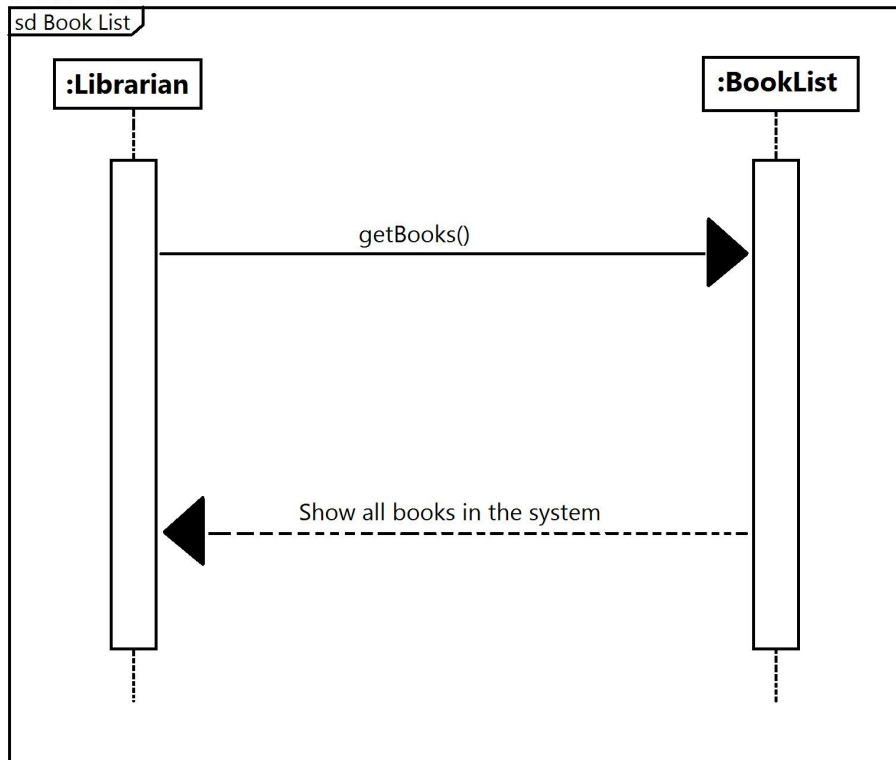 sd Book List
:Librarian
:BookList
getBooks()
Show all books in the system